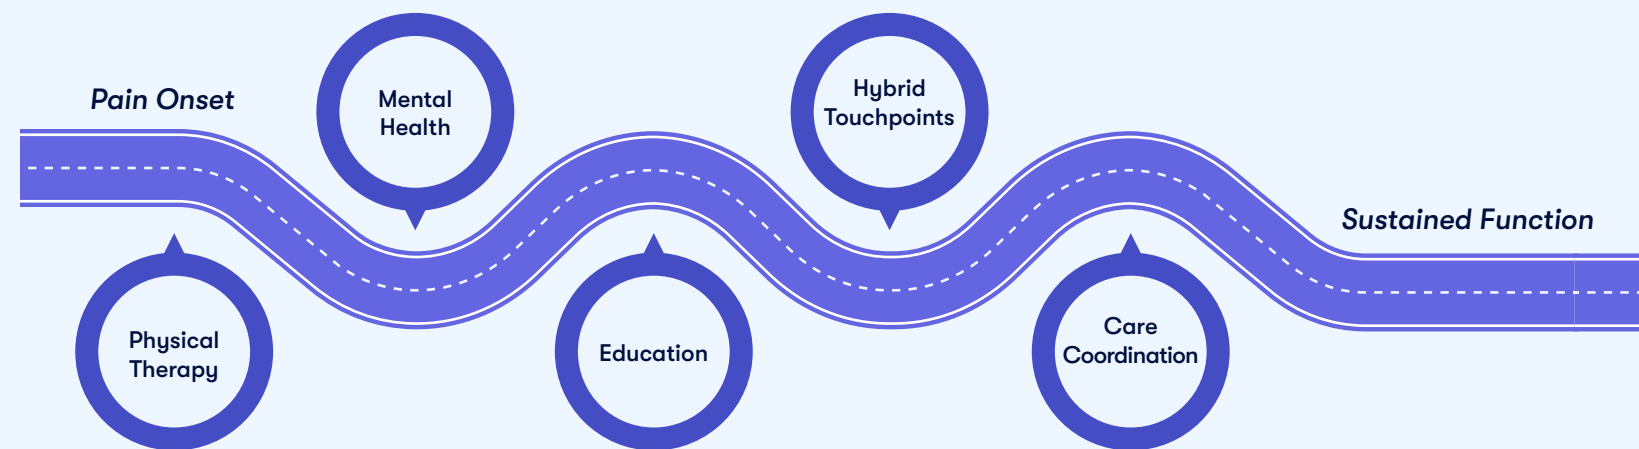 Pain Onset
Physical
Therapy
Mental
Health
Education
Hybrid
Touchpoints
Care
Coordination
Sustained Function